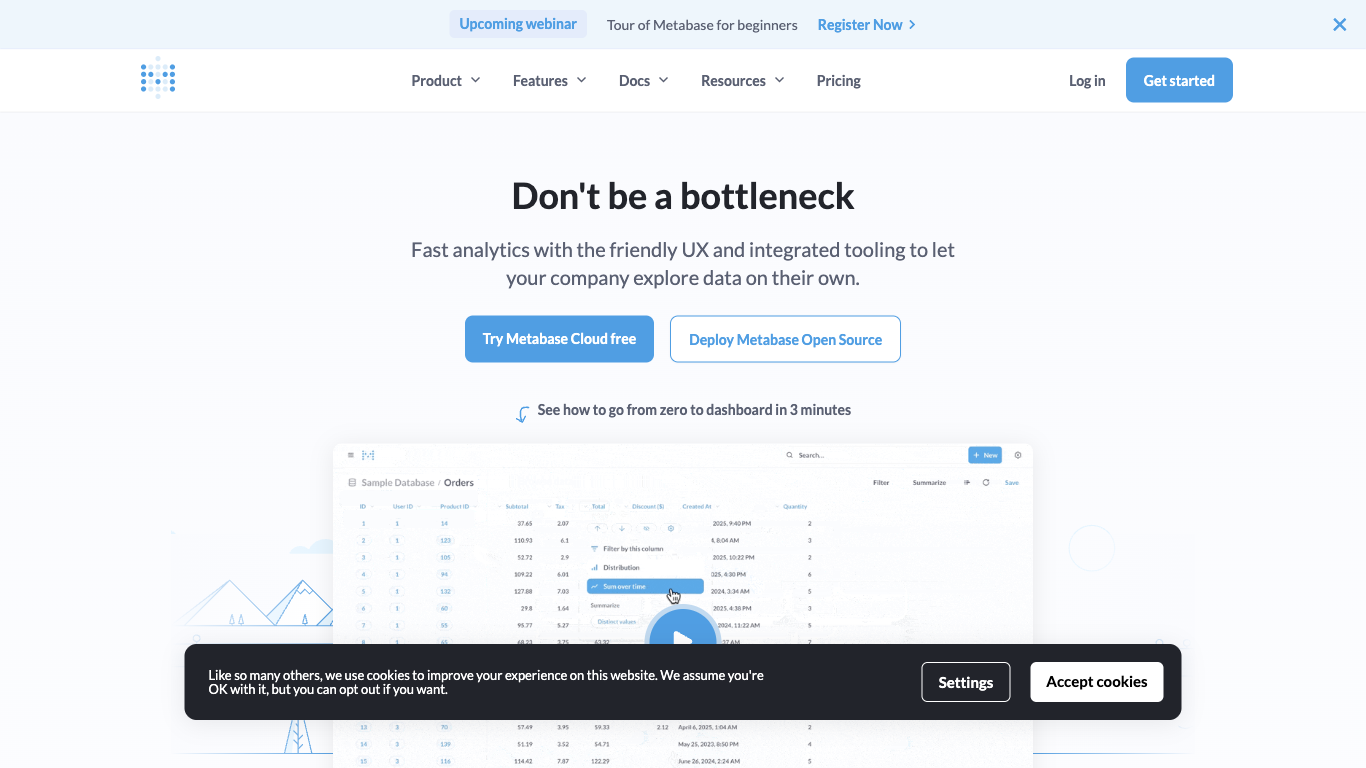 Upcoming webinar Tour of Metabase for beginners Register Now
Product Features Docs Resources Pricing Log in Get started
Don't be a bottleneck
Fast analytics with the friendly UX and integrated tooling to let
your company explore data on their own.
Try Metabase Cloud free Deploy Metabase Open Source
See how to go from zero to dashboard in 3 minutes
Search... + New
Sample Database / Orders Filter Summarize Save
ID User ID Product ID Subtotal Tax Total Discount ($) Created At Quantity
1 1 14 37.65 2.07 2025, 9:40 PM 2
2 1 123 110.93 6.1 8:04 AM 3
Filter by this column
3 1 105 52.72 2.9 2025, 10:22 PM 2
Distribution
4 1 94 109.22 6.01 2025, 4:30 PM 6
Sum over time
5 1 132 127.88 7.03 2024, 3:34 AM 5
Summarize
6 1 60 29.8 1.64 2025, 4:38 PM 3
Distinct values
7 1 55 95.77 5.27 2024, 11:22 AM 5
8 1 65 68.23 3.75 63.32 37 AM 7
Like so many others, we use cookies to improve your experience on this website. We assume you're
OK with it, but you can opt out if you want.
Settings Accept cookies
13 3 70 57.49 3.95 59.33 2.12 April 6, 2025, 1:04 AM 2
14 3 139 51.19 3.52 54.71 May 25, 2023, 8:50 PM 4
15 3 116 114.42 7.87 122.29 June 26, 2024, 2:24 AM 5